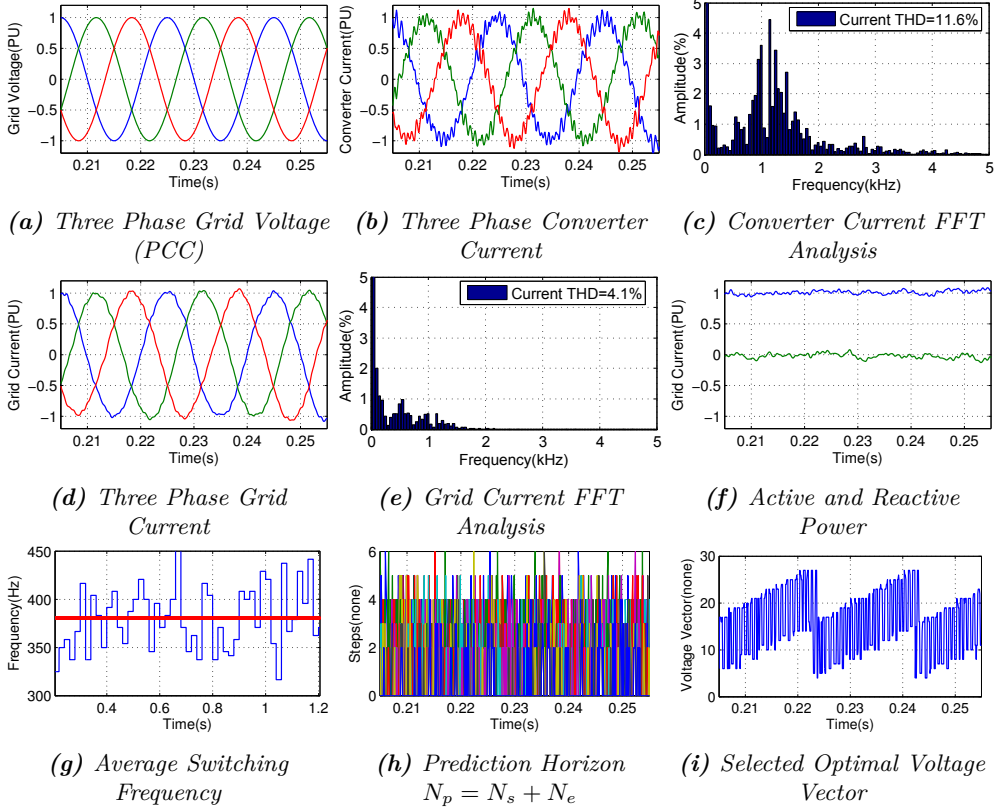 Grid Voltage(PU)
1
0.5
0
−0.5
−1
0.21 0.22 0.23 0.24 0.25
Time(s)
(a) Three Phase Grid Voltage
(PCC)
Converter Current(PU)
1
0.5
0
−0.5
−1
0.21 0.22 0.23 0.24 0.25
Time(s)
(b) Three Phase Converter
Current
Amplitude(%)
5
4
3
2
1
0
Current THD=11.6%
0 1 2 3 4 5
Frequency(kHz)
(c) Converter Current FFT
Analysis
Grid Current(PU)
1
0.5
0
−0.5
−1
0.21 0.22 0.23 0.24 0.25
Time(s)
(d) Three Phase Grid
Current
Amplitude(%)
5
4
3
2
1
0
Current THD=4.1%
0 1 2 3 4 5
Frequency(kHz)
(e) Grid Current FFT
Analysis
Grid Current(PU)
1
0.5
0
−0.5
−1
0.21 0.22 0.23 0.24 0.25
Time(s)
(f) Active and Reactive
Power
Frequency(Hz)
450
400
350
300
0.4 0.6 0.8 1 1.2
Time(s)
(g) Average Switching
Frequency
Steps(none)
6
4
2
0
0.21 0.22 0.23 0.24 0.25
Time(s)
(h) Prediction Horizon
Np = Ns + Ne
Voltage Vector(none)
30
20
10
0
0.21 0.22 0.23 0.24 0.25
Time(s)
(i) Selected Optimal Voltage
Vector